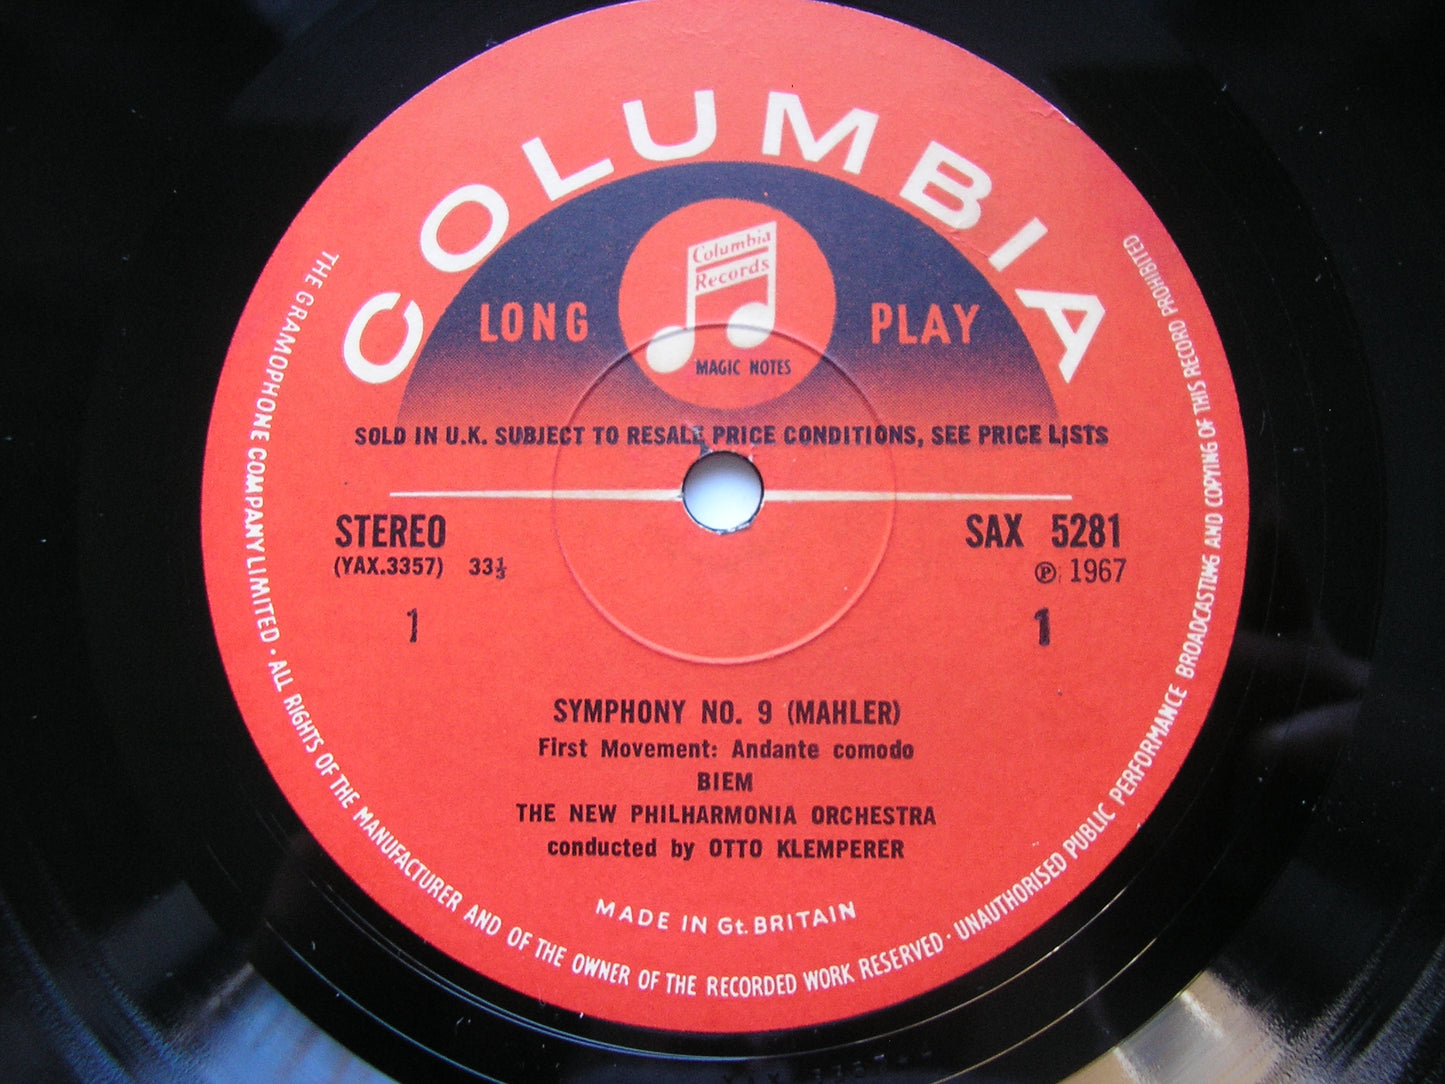 COLUMBIA
Columbia
Records
LONG PLAY
MAGIC NOTES
SOLD IN U.K. SUBJECT TO RESALE PRICE CONDITIONS, SEE PRICE LISTS
STEREO SAX 5281
(YAX.3357) 33⅓ ℗ 1967
1 1
SYMPHONY NO. 9 (MAHLER)
First Movement: Andante comodo
BIEM
THE NEW PHILHARMONIA ORCHESTRA
conducted by OTTO KLEMPERER
MADE IN Gt. BRITAIN
THE GRAMOPHONE COMPANY LIMITED · ALL RIGHTS OF THE MANUFACTURER AND OF THE OWNER OF THE RECORDED WORK RESERVED · UNAUTHORISED PUBLIC PERFORMANCE BROADCASTING AND COPYING OF THIS RECORD PROHIBITED